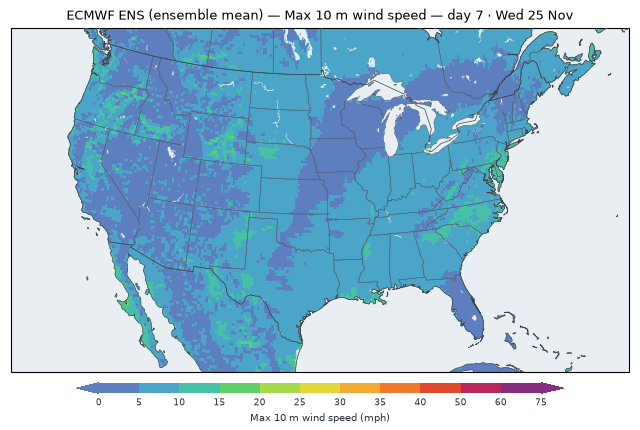 ECMWF ENS (ensemble mean) — Max 10 m wind speed — day 7 · Wed 25 Nov
0 5 10 15 20 25 30 35 40 50 60 75
Max 10 m wind speed (mph)